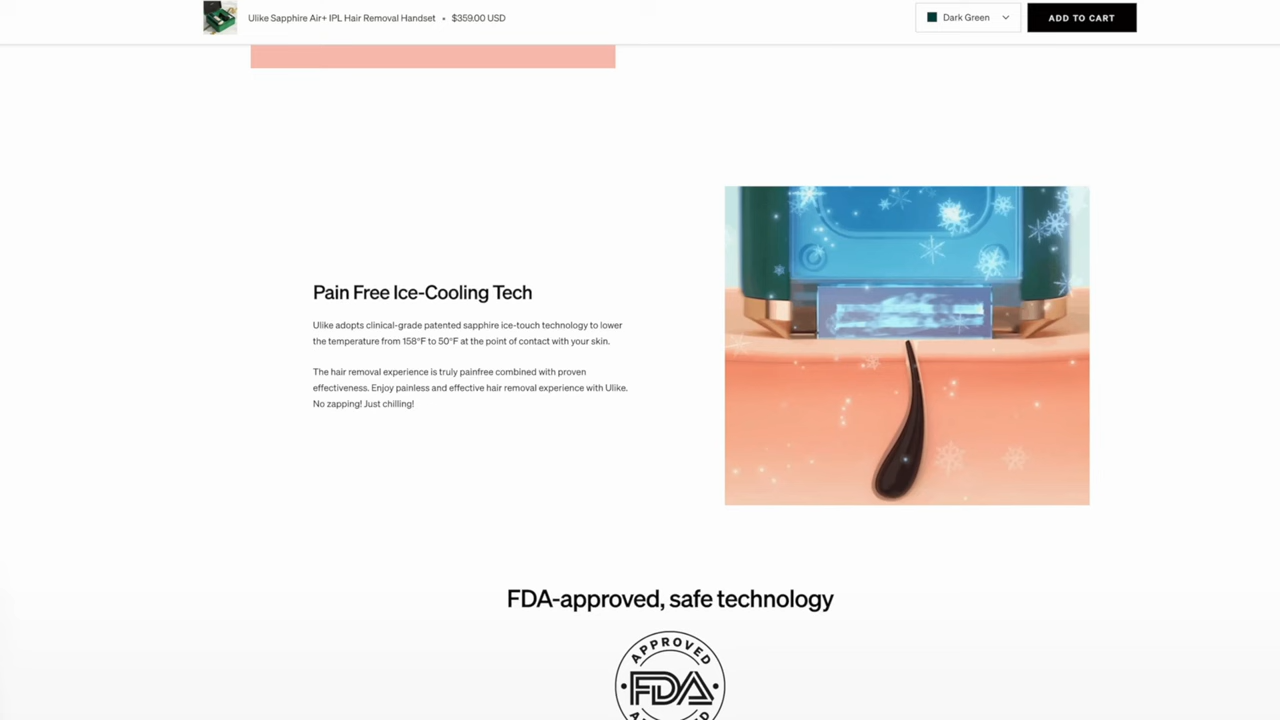 Ulike Sapphire Air+ IPL Hair Removal Handset • $359.00 USD
Dark Green
ADD TO CART
Pain Free Ice-Cooling Tech
Ulike adopts clinical-grade patented sapphire ice-touch technology to lower
the temperature from 158°F to 50°F at the point of contact with your skin.
The hair removal experience is truly painfree combined with proven
effectiveness. Enjoy painless and effective hair removal experience with Ulike.
No zapping! Just chilling!
FDA-approved, safe technology
APPROVED
FDA